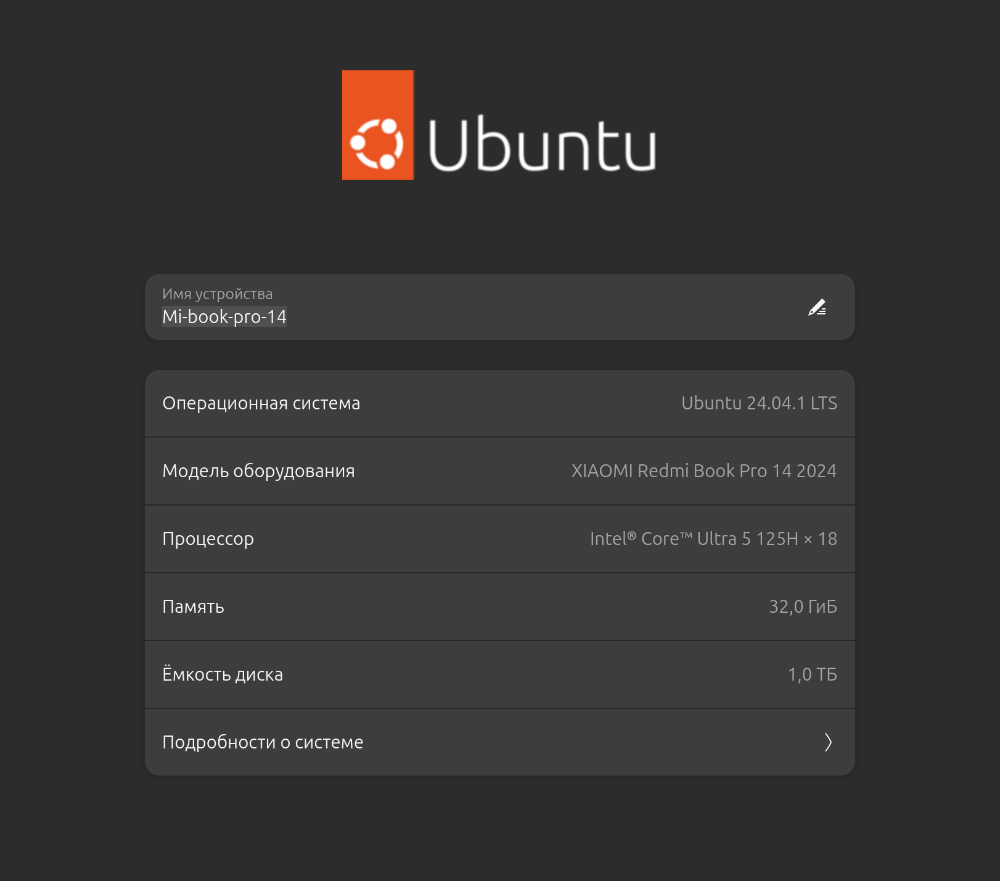 Ubuntu
Имя устройства
Mi-book-pro-14
Операционная система Ubuntu 24.04.1 LTS
Модель оборудования XIAOMI Redmi Book Pro 14 2024
Процессор Intel® Core™ Ultra 5 125H × 18
Память 32,0 ГиБ
Ёмкость диска 1,0 ТБ
Подробности о системе